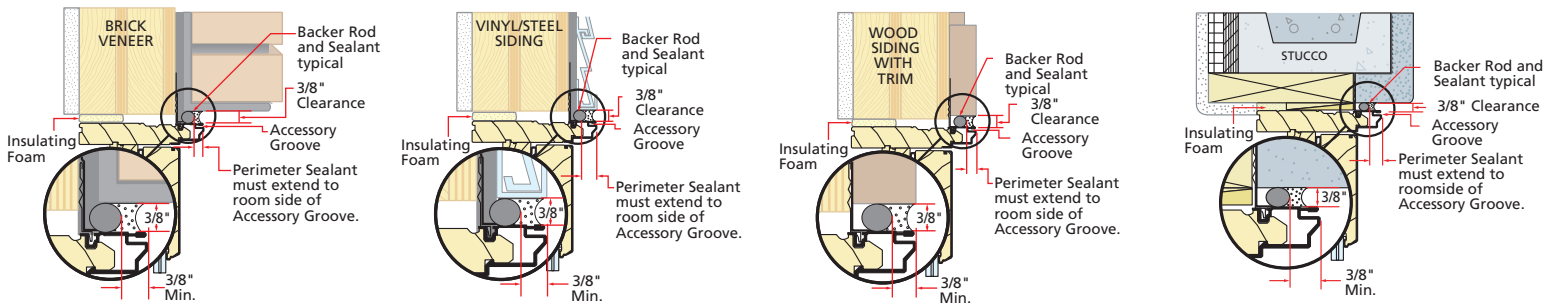 BRICK
VENEER
Backer Rod
and Sealant
typical
3/8"
Clearance
Accessory
Groove
Insulating
Foam
Perimeter Sealant
must extend to
room side of
Accessory Groove.
3/8"
3/8"
Min.
VINYL/STEEL
SIDING
Backer Rod
and Sealant
typical
3/8"
Clearance
Accessory
Groove
Insulating
Foam
Perimeter Sealant
must extend to
room side of
Accessory Groove.
3/8"
3/8"
Min.
WOOD
SIDING
WITH
TRIM
Backer Rod
and Sealant
typical
3/8"
Clearance
Accessory
Groove
Insulating
Foam
Perimeter Sealant
must extend to
room side of
Accessory Groove.
3/8"
3/8"
Min.
STUCCO
Backer Rod and
Sealant typical
3/8" Clearance
Accessory
Groove
Insulating
Foam
Perimeter Sealant
must extend to
roomside of
Accessory Groove.
3/8"
3/8"
Min.